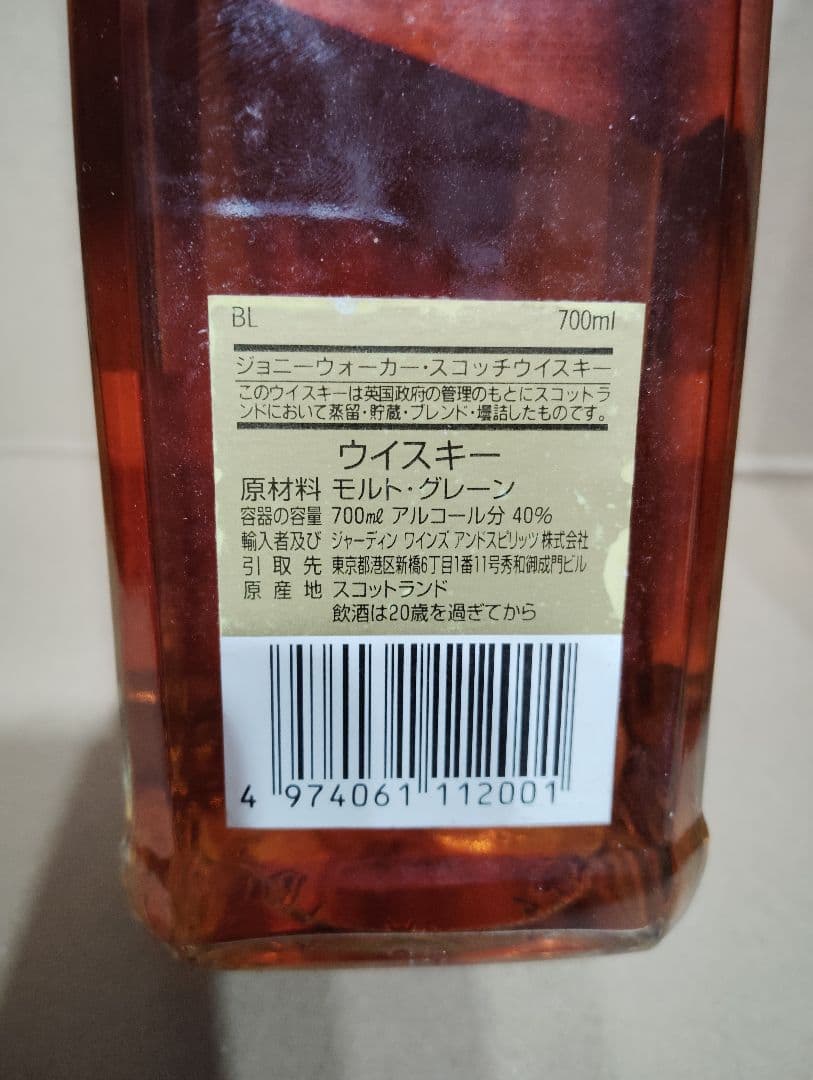 BL 700ml
ジョニーウォーカー・スコッチウイスキー
このウイスキーは英国政府の管理のもとにスコットラ
ンドにおいて蒸留・貯蔵・ブレンド・壜詰したものです。
ウイスキー
原材料 モルト・グレーン
容器の容量 700mℓ アルコール分 40%
輸入者及び ジャーディン ワインズ アンドスピリッツ株式会社
引取先 東京都港区新橋6丁目1番11号秀和御成門ビル
原産地 スコットランド
飲酒は20歳を過ぎてから
4 974061 112001